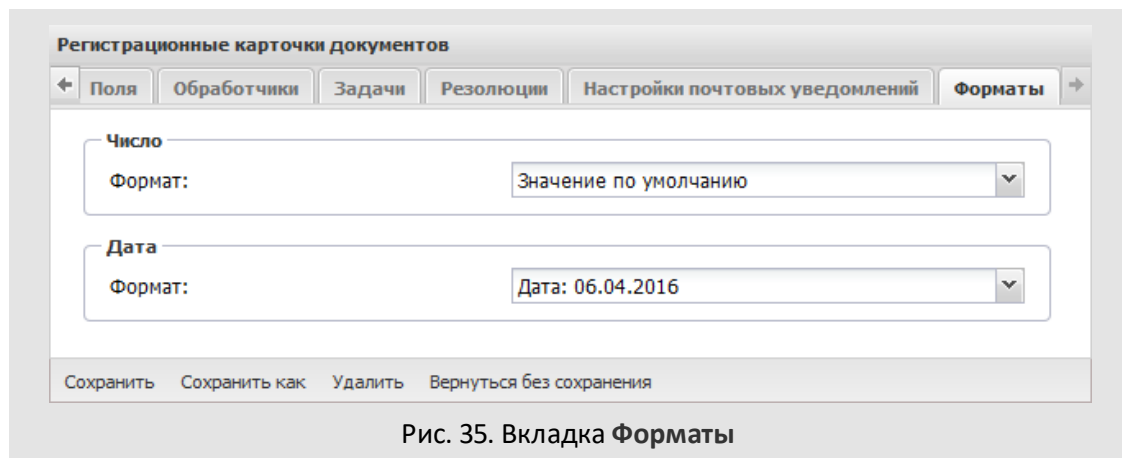 Регистрационные карточки документов
Поля Обработчики Задачи Резолюции Настройки почтовых уведомлений Форматы
Число
Формат: Значение по умолчанию
Дата
Формат: Дата: 06.04.2016
Сохранить Сохранить как Удалить Вернуться без сохранения
Рис. 35. Вкладка Форматы